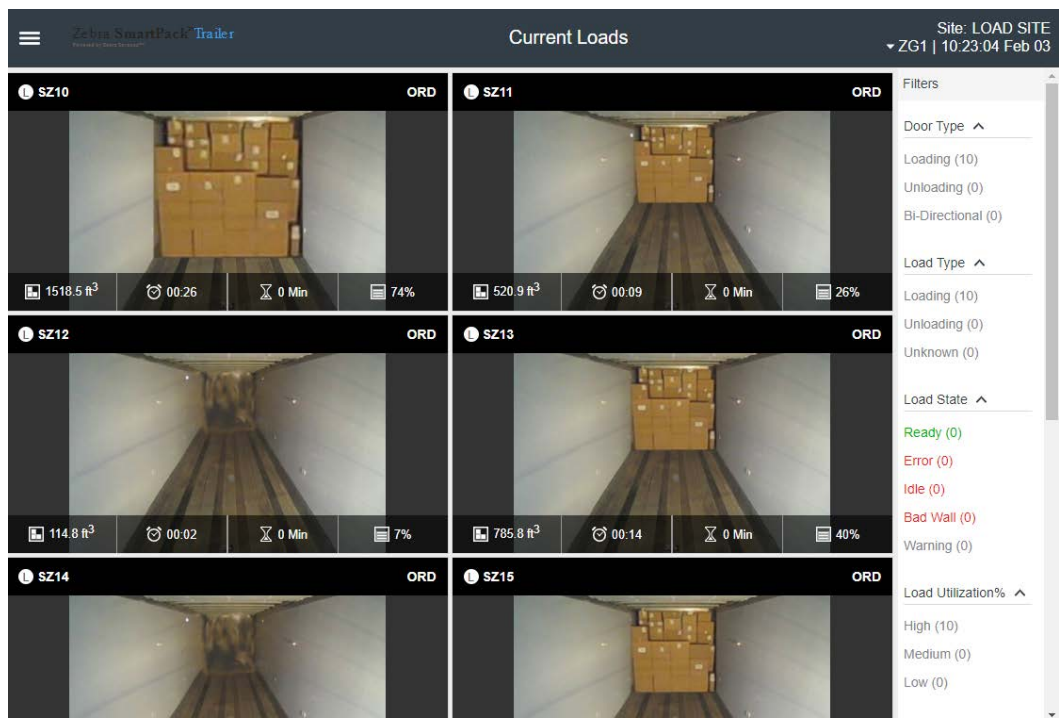 Zebra SmartPack™ Trailer
Current Loads
Site: LOAD SITE
ZG1 | 10:23:04 Feb 03
L SZ10 ORD
1518.5 ft3 00:26 0 Min 74%
L SZ11 ORD
520.9 ft3 00:09 0 Min 26%
L SZ12 ORD
114.8 ft3 00:02 0 Min 7%
L SZ13 ORD
785.8 ft3 00:14 0 Min 40%
L SZ14 ORD
L SZ15 ORD
Filters
Door Type
Loading (10)
Unloading (0)
Bi-Directional (0)
Load Type
Loading (10)
Unloading (0)
Unknown (0)
Load State
Ready (0)
Error (0)
Idle (0)
Bad Wall (0)
Warning (0)
Load Utilization%
High (10)
Medium (0)
Low (0)